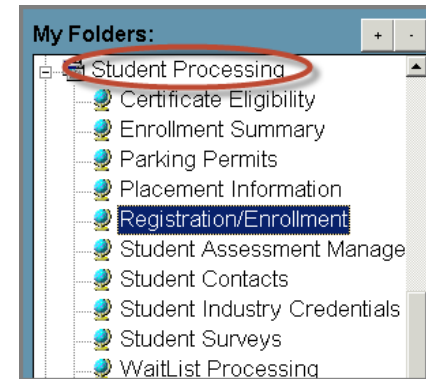 My Folders: + -
Student Processing
Certificate Eligibility
Enrollment Summary
Parking Permits
Placement Information
Registration/Enrollment
Student Assessment Manage
Student Contacts
Student Industry Credentials
Student Surveys
WaitList Processing